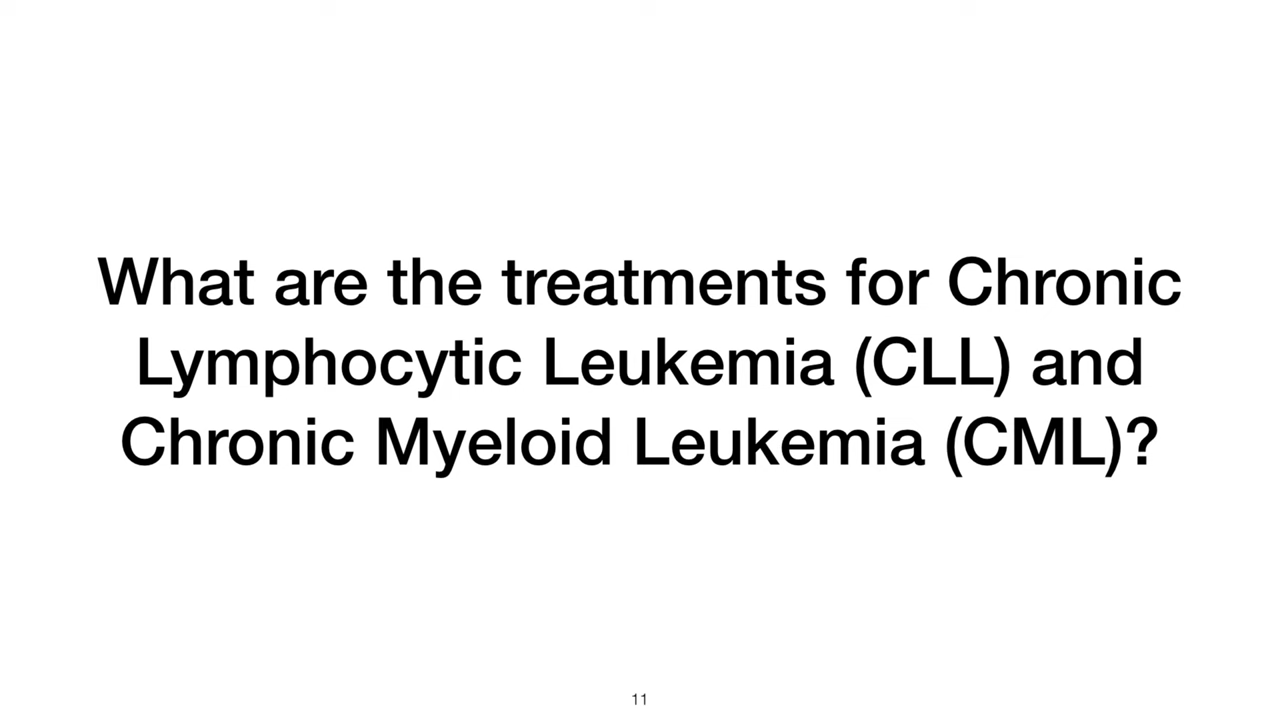 What are the treatments for Chronic
Lymphocytic Leukemia (CLL) and
Chronic Myeloid Leukemia (CML)?
11